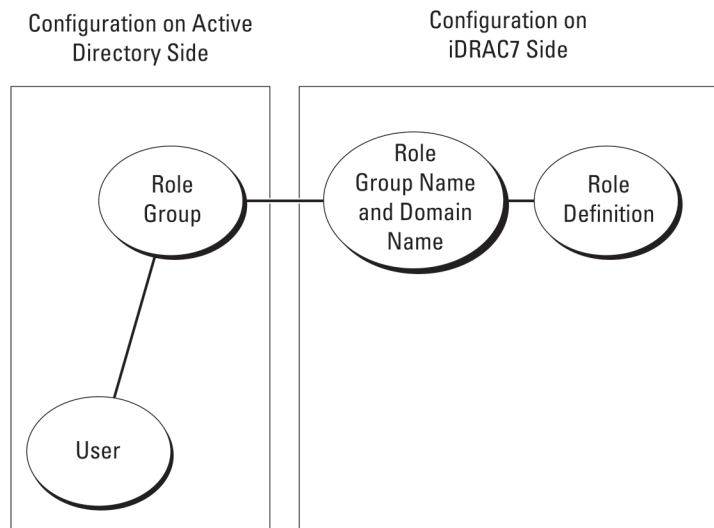 Configuration on Active
Directory Side
Configuration on
iDRAC7 Side
Role
Group
Role
Group Name
and Domain
Name
Role
Definition
User